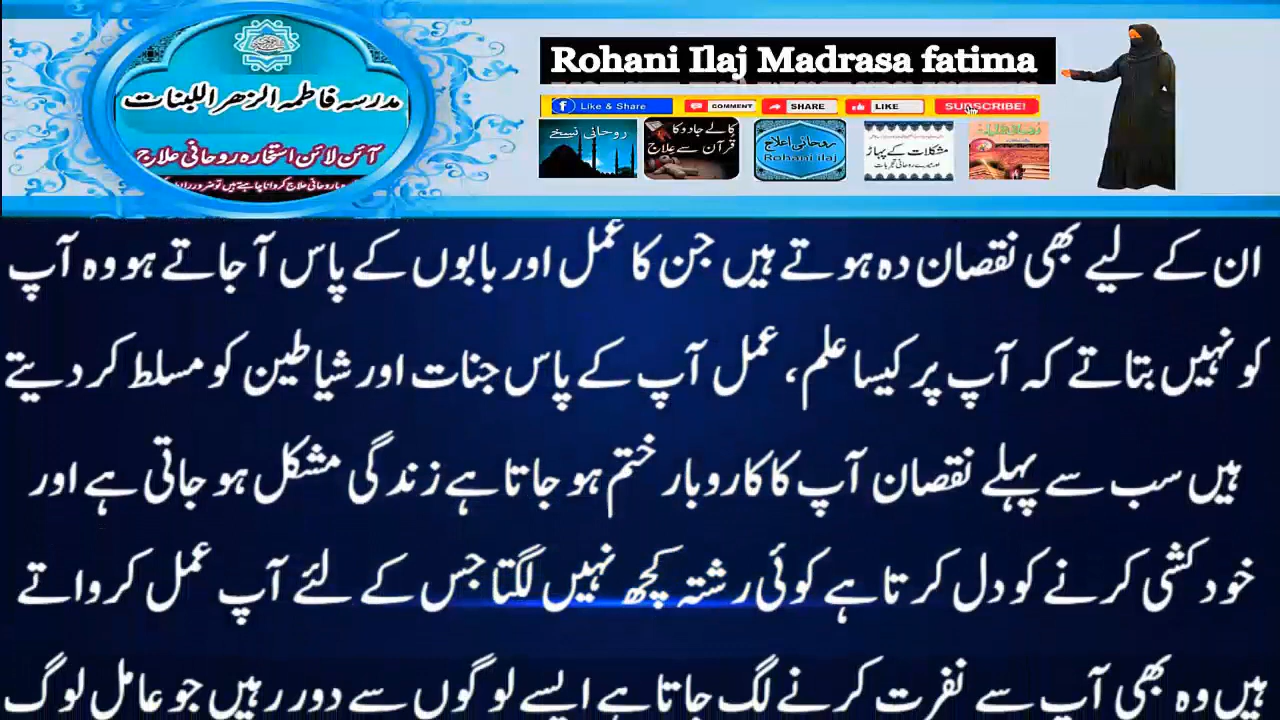 مدرسہ فاطمہ الزھرا للبنات
آن لائن استخارہ روحانی علاج
Rohani Ilaj Madrasa fatima
Like & Share
COMMENT
SHARE
LIKE
SUBSCRIBE!
روحانی نسخے
کالے جادو کا
قرآن سے علاج
روحانی علاج
Rohani ilaj
مشکلات کے پہاڑ
ان کے لیے بھی نقصان دہ ہوتے ہیں جن کا عمل اور بابوں کے پاس آ جاتے ہو وہ آپ
کو نہیں بتاتے کہ آپ پر کیسا علم، عمل آپ کے پاس جنات اور شیاطین کو مسلط کر دیتے
ہیں سب سے پہلے نقصان آپ کا کاروبار ختم ہو جاتا ہے زندگی مشکل ہو جاتی ہے اور
خودکشی کرنے کو دل کرتا ہے کوئی رشتہ کچھ نہیں لگتا جس کے لئے آپ عمل کرواتے
ہیں وہ بھی آپ سے نفرت کرنے لگ جاتا ہے ایسے لوگوں سے دور رہیں جو عامل لوگ